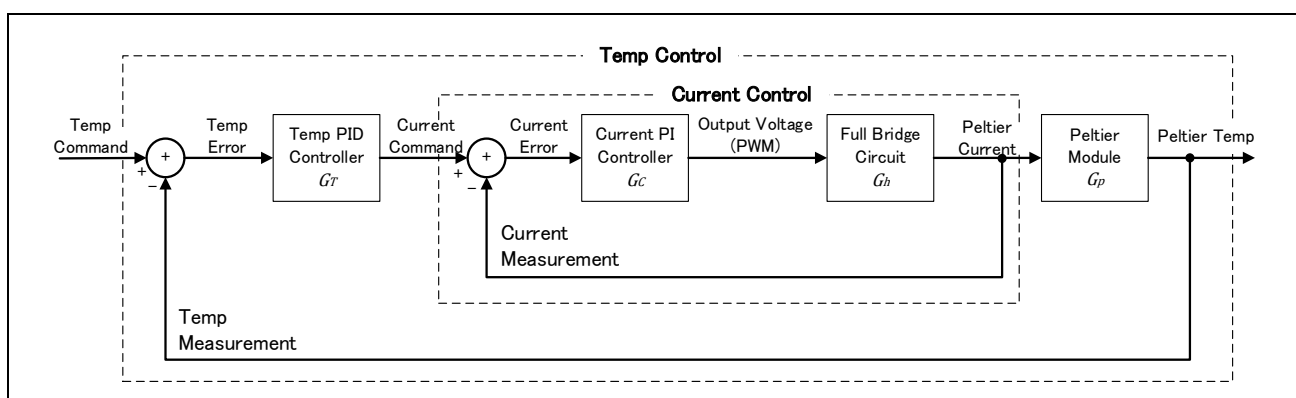 Temp Control
Current Control
Temp
Command
Temp
Error
Temp PID
Controller
GT
Current
Command
Current
Error
Current PI
Controller
GC
Output Voltage
(PWM)
Full Bridge
Circuit
Gh
Peltier
Current
Peltier
Module
Gp
Peltier Temp
+
+
−
+
+
−
Current
Measurement
Temp
Measurement